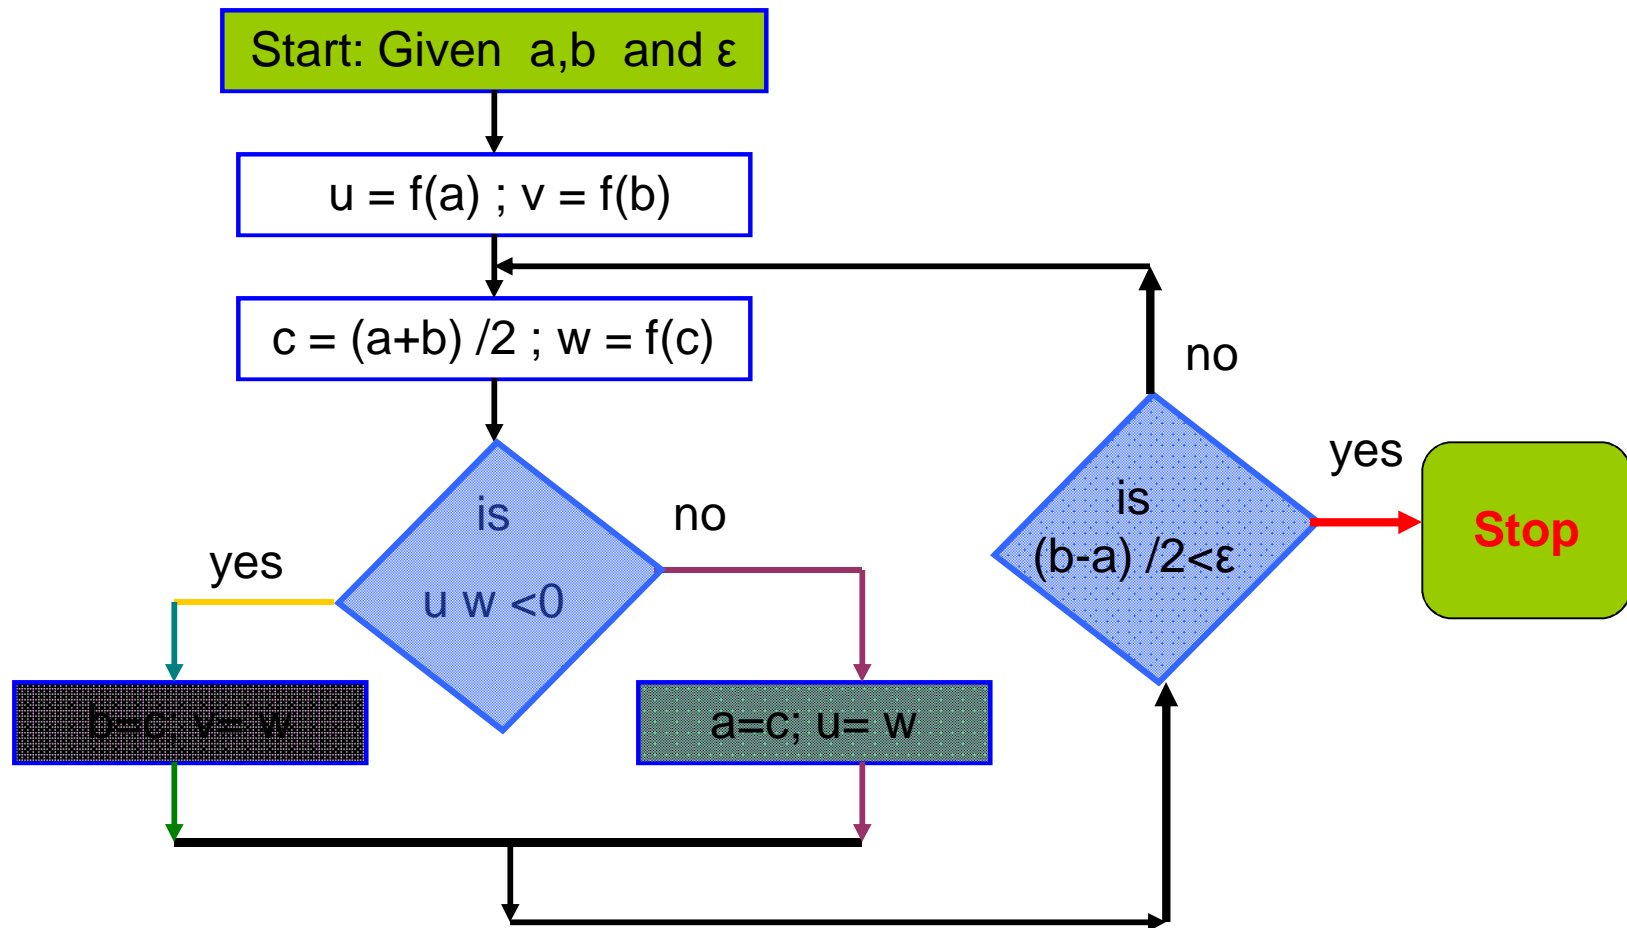 Start: Given a,b and ε
u = f(a) ; v = f(b)
c = (a+b) /2 ; w = f(c)
is
u w <0
yes
no
b=c; v= w
a=c; u= w
is
(b-a) /2<ε
no
yes
Stop